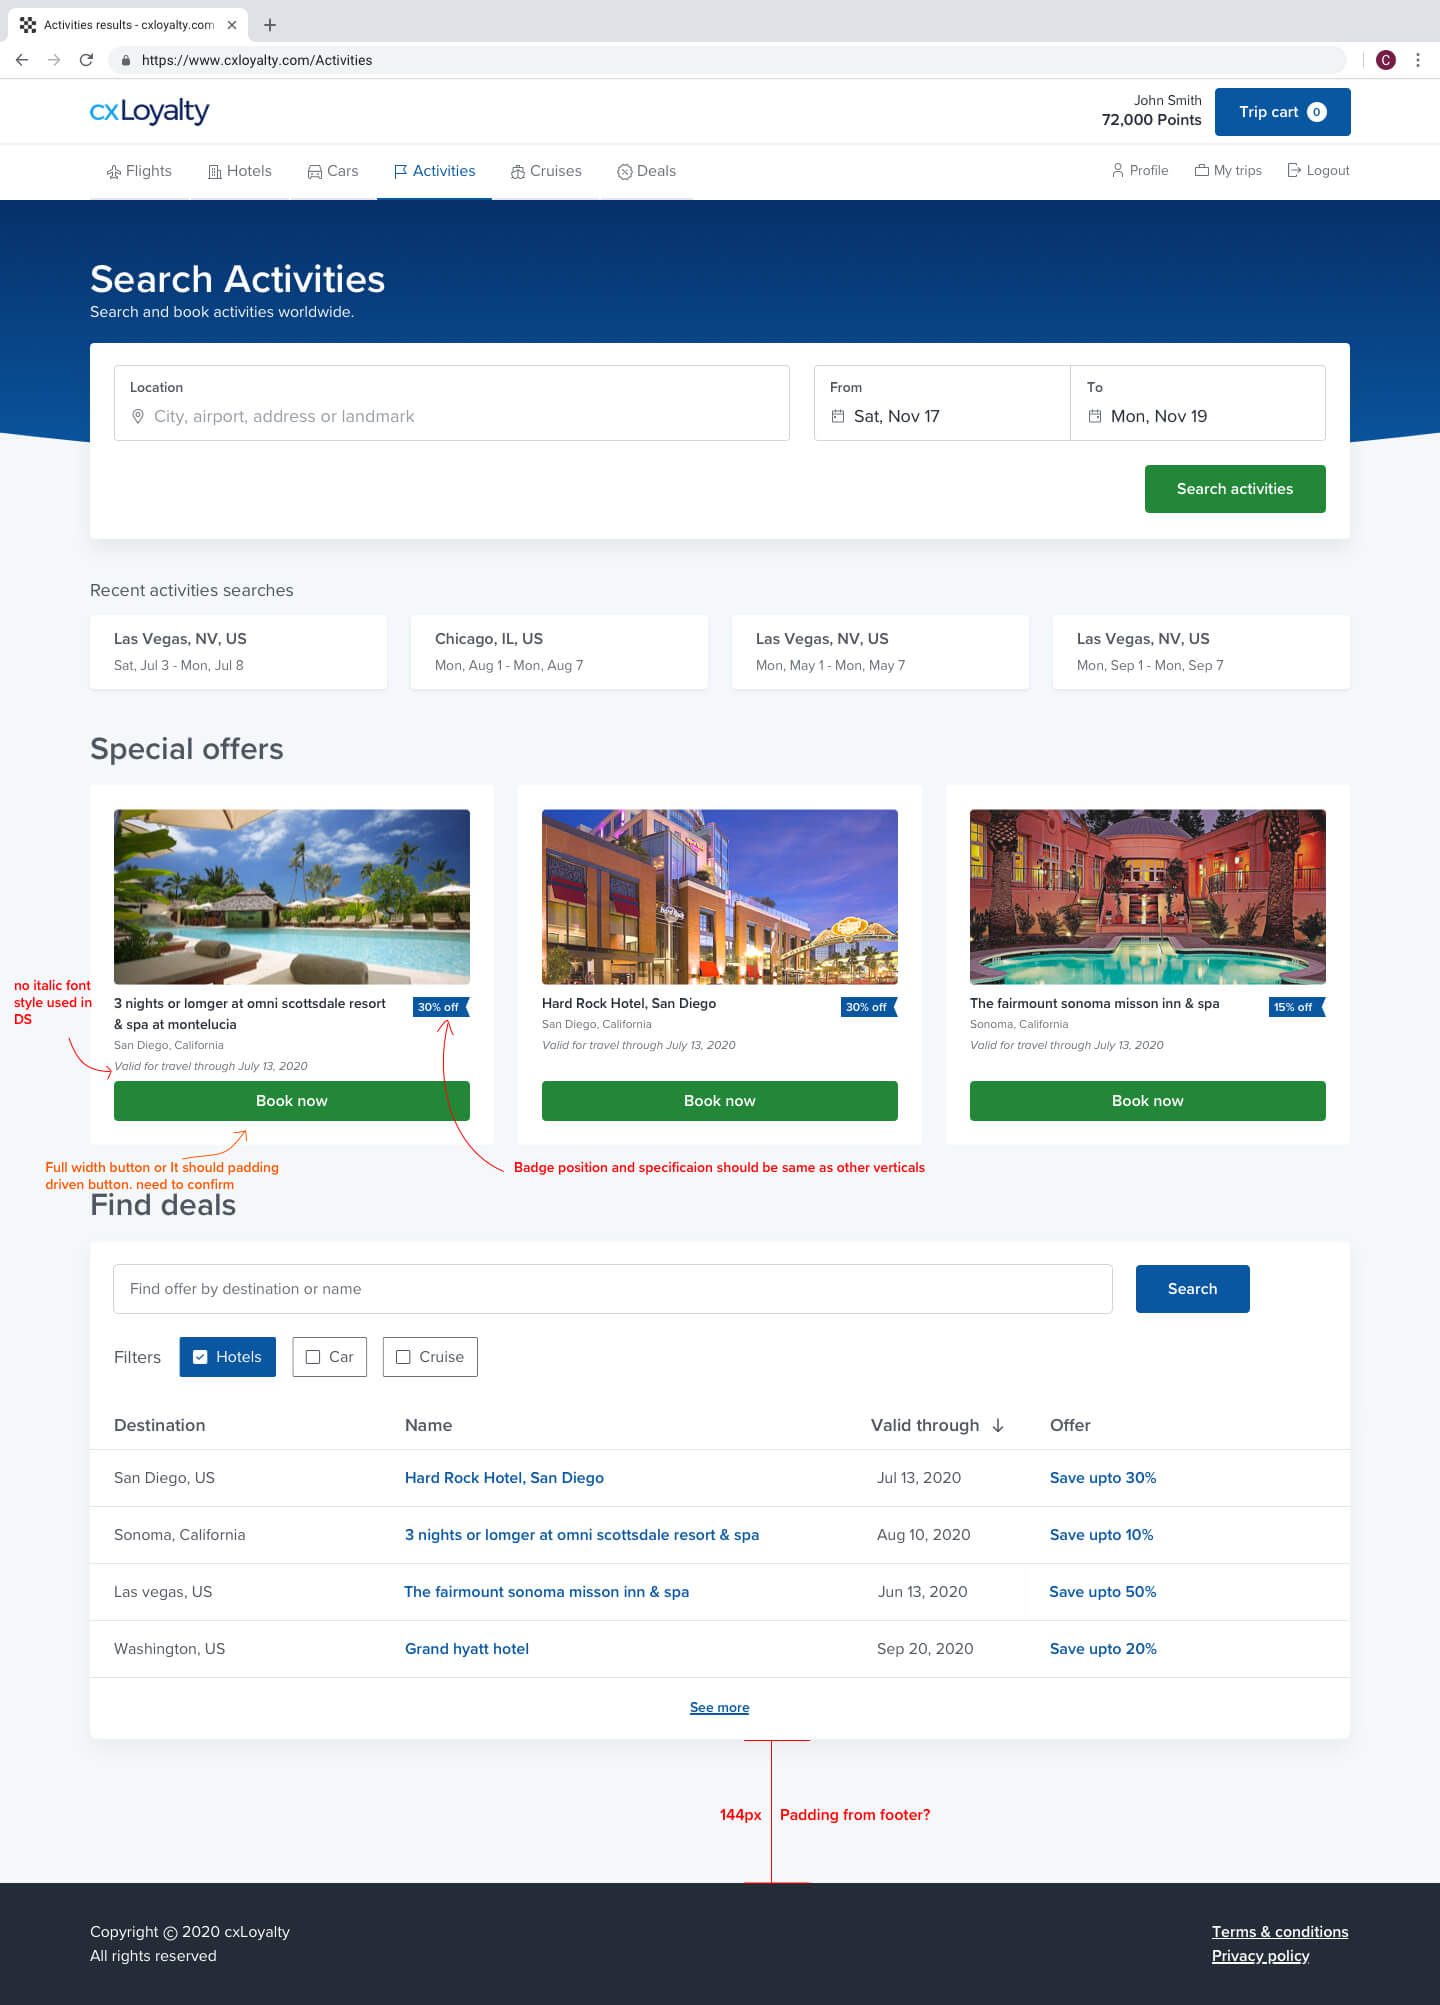 Activities results - cxloyalty.com
https://www.cxloyalty.com/Activities
C
cxLoyalty
John Smith
72,000 Points
Trip cart 0
Flights Hotels Cars Activities Cruises Deals
Profile My trips Logout
Search Activities
Search and book activities worldwide.
Location
City, airport, address or landmark
From
Sat, Nov 17
To
Mon, Nov 19
Search activities
Recent activities searches
Las Vegas, NV, US
Sat, Jul 3 - Mon, Jul 8
Chicago, IL, US
Mon, Aug 1 - Mon, Aug 7
Las Vegas, NV, US
Mon, May 1 - Mon, May 7
Las Vegas, NV, US
Mon, Sep 1 - Mon, Sep 7
Special offers
no italic font
style used in
DS
3 nights or lomger at omni scottsdale resort
& spa at montelucia
30% off
San Diego, California
Valid for travel through July 13, 2020
Book now
Hard Rock Hotel, San Diego
30% off
San Diego, California
Valid for travel through July 13, 2020
Book now
The fairmount sonoma misson inn & spa
15% off
Sonoma, California
Valid for travel through July 13, 2020
Book now
Full width button or It should padding
driven button. need to confirm
Badge position and specificaion should be same as other verticals
Find deals
Find offer by destination or name
Search
Filters Hotels Car Cruise
Destination Name Valid through Offer
San Diego, US Hard Rock Hotel, San Diego Jul 13, 2020 Save upto 30%
Sonoma, California 3 nights or lomger at omni scottsdale resort & spa Aug 10, 2020 Save upto 10%
Las vegas, US The fairmount sonoma misson inn & spa Jun 13, 2020 Save upto 50%
Washington, US Grand hyatt hotel Sep 20, 2020 Save upto 20%
See more
144px Padding from footer?
Copyright © 2020 cxLoyalty
All rights reserved
Terms & conditions
Privacy policy